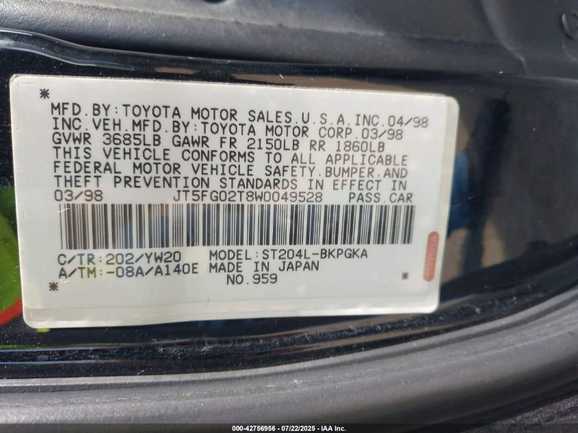 MFD.BY:TOYOTA MOTOR SALES.U.S.A.INC.04/98
INC.VEH.MFD.BY:TOYOTA MOTOR CORP.03/98
GVWR 3685LB GAWR FR 2150LB RR 1860LB
THIS VEHICLE CONFORMS TO ALL APPLICABLE
FEDERAL MOTOR VEHICLE SAFETY.BUMPER.AND
THEFT PREVENTION STANDARDS IN EFFECT ON
03/98 JT5FG02T8W0049528 PASS.CAR
C/TR:202/YW20 MODEL:ST204L-BKPGKA
A/TM:-08A/A140E MADE IN JAPAN
NO.959
000-42756956 - 07/22/2025 - IAA Inc.